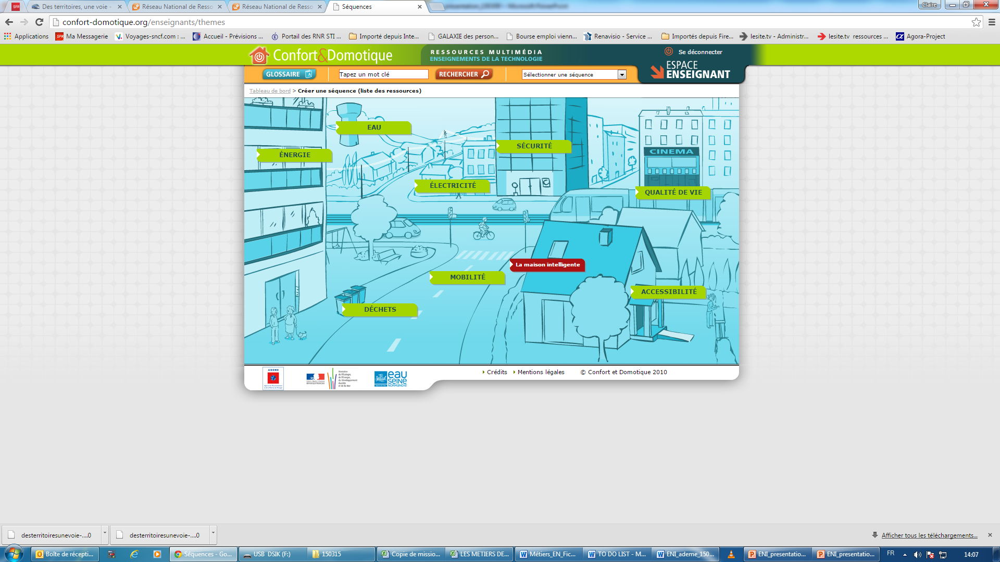 SFR
Des territoires, une voie -
Réseau National de Resso
Réseau National de Resso
Séquences
Claire
confort-domotique.org/enseignants/themes
Applications
SFR Ma Messagerie
Voyages-sncf.com : ...
Accueil - Prévisions ...
Portail des RNR STI ...
Importé depuis Inte...
GALAXIE des person...
Bourse emploi vienn...
Renavisio - Service ...
Importés depuis Fire...
lesite.tv - Administr...
lesite.tv ressources ...
Agora-Project
Confort&Domotique
RESSOURCES MULTIMÉDIA
ENSEIGNEMENTS DE LA TECHNOLOGIE
Se déconnecter
ESPACE
ENSEIGNANT
GLOSSAIRE
Tapez un mot clé
RECHERCHER
Sélectionner une séquence
Tableau de bord > Créer une séquence (liste des ressources)
EAU
SÉCURITÉ
ÉNERGIE
CINEMA
ÉLECTRICITÉ
QUALITÉ DE VIE
La maison intelligente
MOBILITÉ
ACCESSIBILITÉ
DÉCHETS
ADEME
eau
seine
NORMANDIE
Crédits
Mentions légales
© Confort et Domotique 2010
desterritoiresunevoie-....0
desterritoiresunevoie-....0
Afficher tous les téléchargements...
Boîte de récepti...
Séquences - Go...
USB DSIK (F:)
150315
Copie de missio...
LES METIERS DE...
Métiers_EN_Fic...
TO DO LIST - M...
ENI_ademe_150...
ENI_presentatio...
ENI_presentatio...
FR
14:07